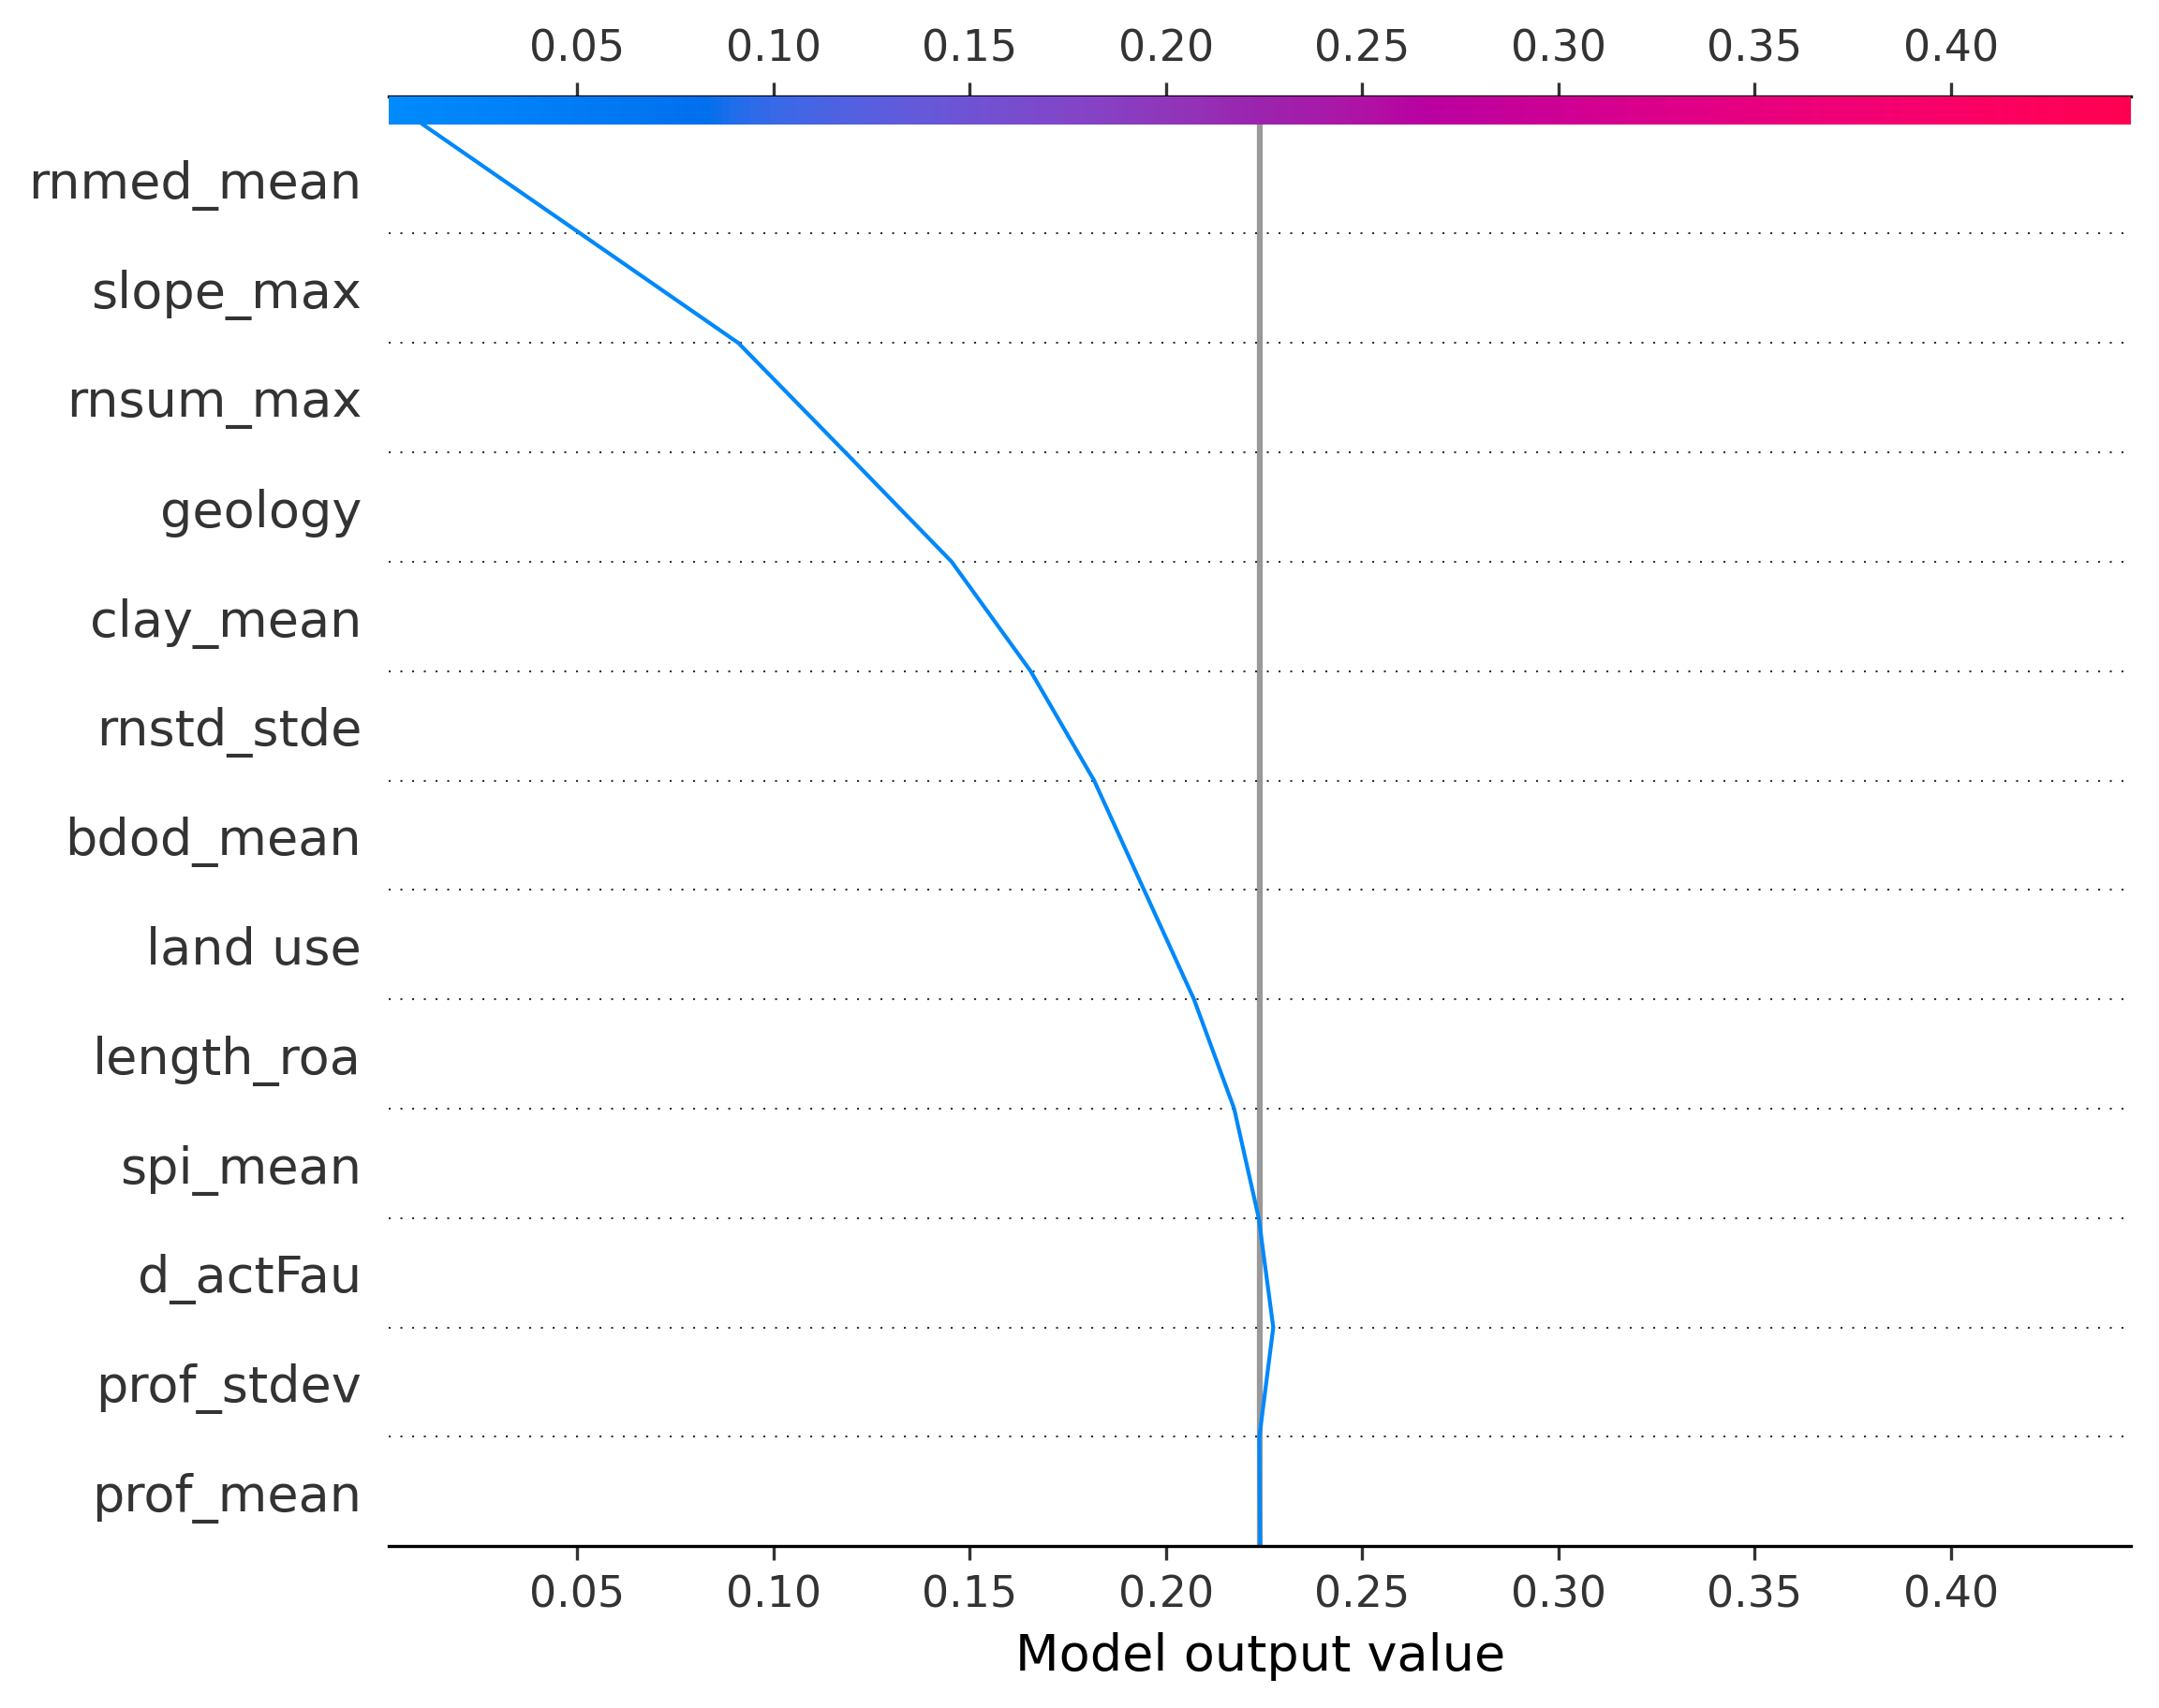 0.05 0.10 0.15 0.20 0.25 0.30 0.35 0.40
rnmed_mean
slope_max
rnsum_max
geology
clay_mean
rnstd_stde
bdod_mean
land use
length_roa
spi_mean
d_actFau
prof_stdev
prof_mean
0.05 0.10 0.15 0.20 0.25 0.30 0.35 0.40
Model output value